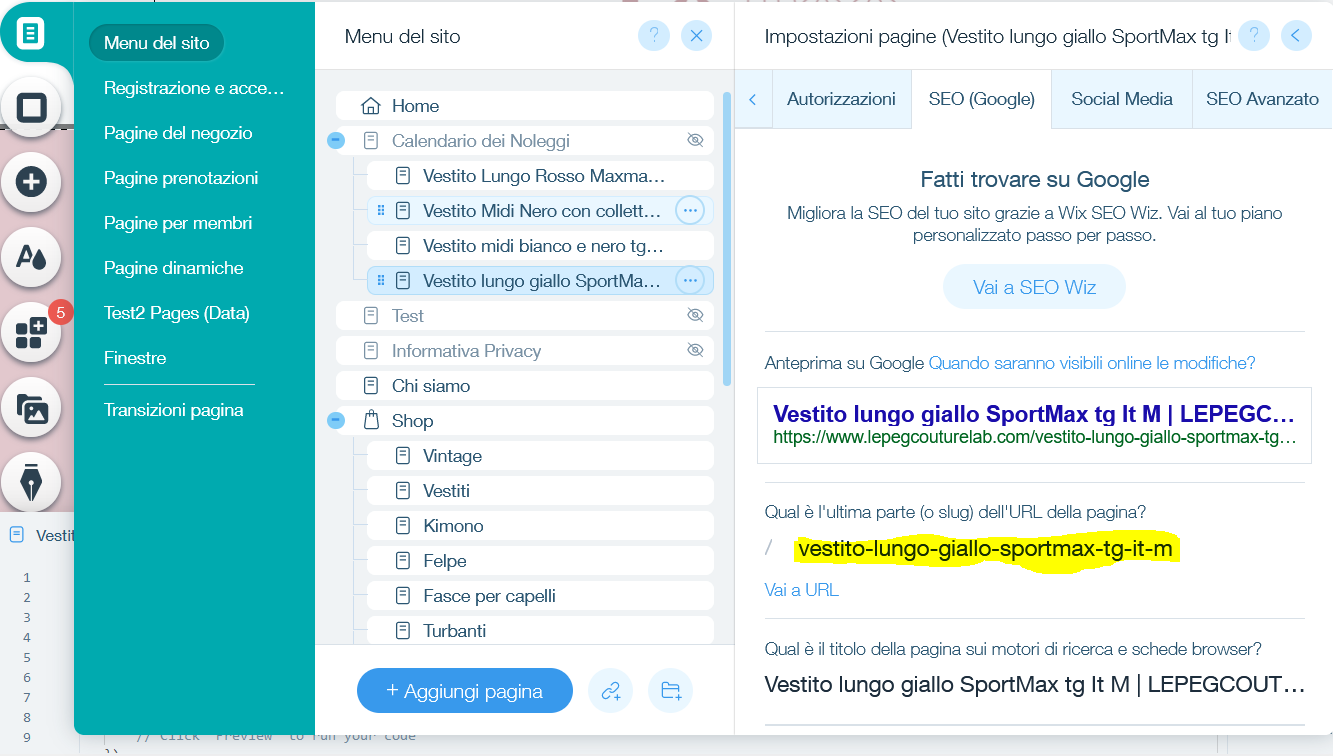 Menu del sito
Registrazione e acce...
Pagine del negozio
Pagine prenotazioni
Pagine per membri
Pagine dinamiche
Test2 Pages (Data)
Finestre
Transizioni pagina
5
Vestit
1
2
3
4
5
6
7
8
9
Menu del sito
?
Home
Calendario dei Noleggi
Vestito Lungo Rosso Maxma...
Vestito Midi Nero con collett...
Vestito midi bianco e nero tg...
Vestito lungo giallo SportMa...
Test
Informativa Privacy
Chi siamo
Shop
Vintage
Vestiti
Kimono
Felpe
Fasce per capelli
Turbanti
+ Aggiungi pagina
// Click "Preview" to run your code
Impostazioni pagine (Vestito lungo giallo SportMax tg I
?
Autorizzazioni
SEO (Google)
Social Media
SEO Avanzato
Fatti trovare su Google
Migliora la SEO del tuo sito grazie a Wix SEO Wiz. Vai al tuo piano
personalizzato passo per passo.
Vai a SEO Wiz
Anteprima su Google Quando saranno visibili online le modifiche?
Vestito lungo giallo SportMax tg It M | LEPEGC...
https://www.lepegcouturelab.com/vestito-lungo-giallo-sportmax-tg...
Qual è l'ultima parte (o slug) dell'URL della pagina?
/ vestito-lungo-giallo-sportmax-tg-it-m
Vai a URL
Qual è il titolo della pagina sui motori di ricerca e schede browser?
Vestito lungo giallo SportMax tg It M | LEPEGCOUT...